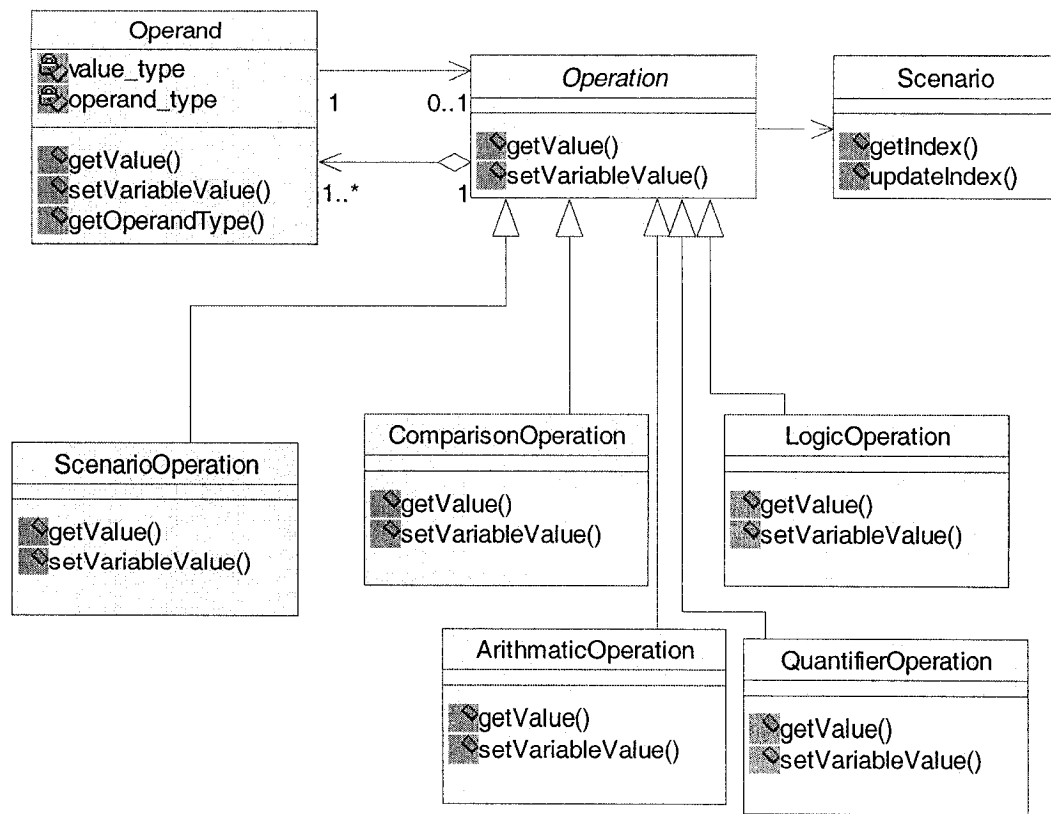 Operand
value_type
operand_type
getValue()
setVariableValue()
getOperandType()
1
0..1
1..*
1
Operation
getValue()
setVariableValue()
Scenario
getIndex()
updateIndex()
ScenarioOperation
getValue()
setVariableValue()
ComparisonOperation
getValue()
setVariableValue()
LogicOperation
getValue()
setVariableValue()
ArithmaticOperation
getValue()
setVariableValue()
QuantifierOperation
getValue()
setVariableValue()